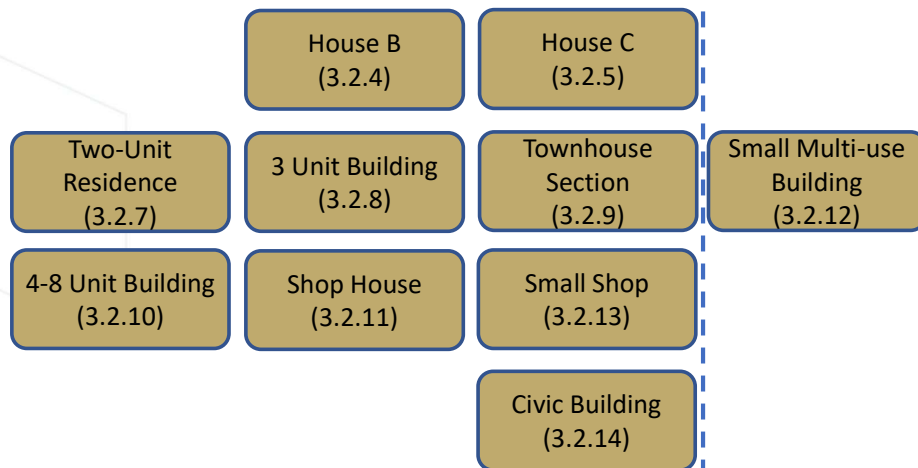 House B
(3.2.4)
House C
(3.2.5)
Two-Unit
Residence
(3.2.7)
3 Unit Building
(3.2.8)
Townhouse
Section
(3.2.9)
Small Multi-use
Building
(3.2.12)
4-8 Unit Building
(3.2.10)
Shop House
(3.2.11)
Small Shop
(3.2.13)
Civic Building
(3.2.14)